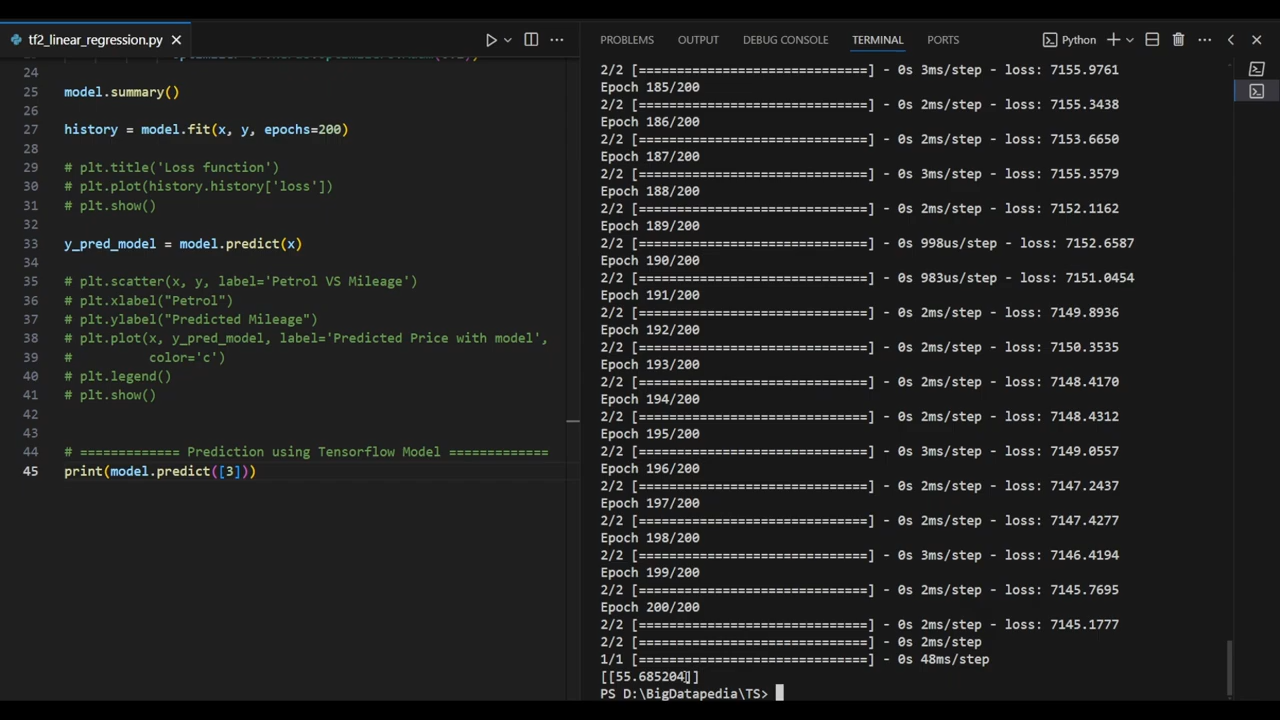 tf2_linear_regression.py
24
25 model.summary()
26
27 history = model.fit(x, y, epochs=200)
28
29 # plt.title('Loss function')
30 # plt.plot(history.history['loss'])
31 # plt.show()
32
33 y_pred_model = model.predict(x)
34
35 # plt.scatter(x, y, label='Petrol VS Mileage')
36 # plt.xlabel("Petrol")
37 # plt.ylabel("Predicted Mileage")
38 # plt.plot(x, y_pred_model, label='Predicted Price with model',
39 #          color='c')
40 # plt.legend()
41 # plt.show()
42
43
44 # ============= Prediction using Tensorflow Model =============
45 print(model.predict([3]))
PROBLEMS OUTPUT DEBUG CONSOLE TERMINAL PORTS Python
2/2 [==============================] - 0s 3ms/step - loss: 7155.9761
Epoch 185/200
2/2 [==============================] - 0s 2ms/step - loss: 7155.3438
Epoch 186/200
2/2 [==============================] - 0s 2ms/step - loss: 7153.6650
Epoch 187/200
2/2 [==============================] - 0s 3ms/step - loss: 7155.3579
Epoch 188/200
2/2 [==============================] - 0s 2ms/step - loss: 7152.1162
Epoch 189/200
2/2 [==============================] - 0s 998us/step - loss: 7152.6587
Epoch 190/200
2/2 [==============================] - 0s 983us/step - loss: 7151.0454
Epoch 191/200
2/2 [==============================] - 0s 2ms/step - loss: 7149.8936
Epoch 192/200
2/2 [==============================] - 0s 2ms/step - loss: 7150.3535
Epoch 193/200
2/2 [==============================] - 0s 2ms/step - loss: 7148.4170
Epoch 194/200
2/2 [==============================] - 0s 2ms/step - loss: 7148.4312
Epoch 195/200
2/2 [==============================] - 0s 3ms/step - loss: 7149.0557
Epoch 196/200
2/2 [==============================] - 0s 2ms/step - loss: 7147.2437
Epoch 197/200
2/2 [==============================] - 0s 2ms/step - loss: 7147.4277
Epoch 198/200
2/2 [==============================] - 0s 3ms/step - loss: 7146.4194
Epoch 199/200
2/2 [==============================] - 0s 2ms/step - loss: 7145.7695
Epoch 200/200
2/2 [==============================] - 0s 2ms/step - loss: 7145.1777
2/2 [==============================] - 0s 2ms/step
1/1 [==============================] - 0s 48ms/step
[[55.685204]]
PS D:\BigDatapedia\TS>